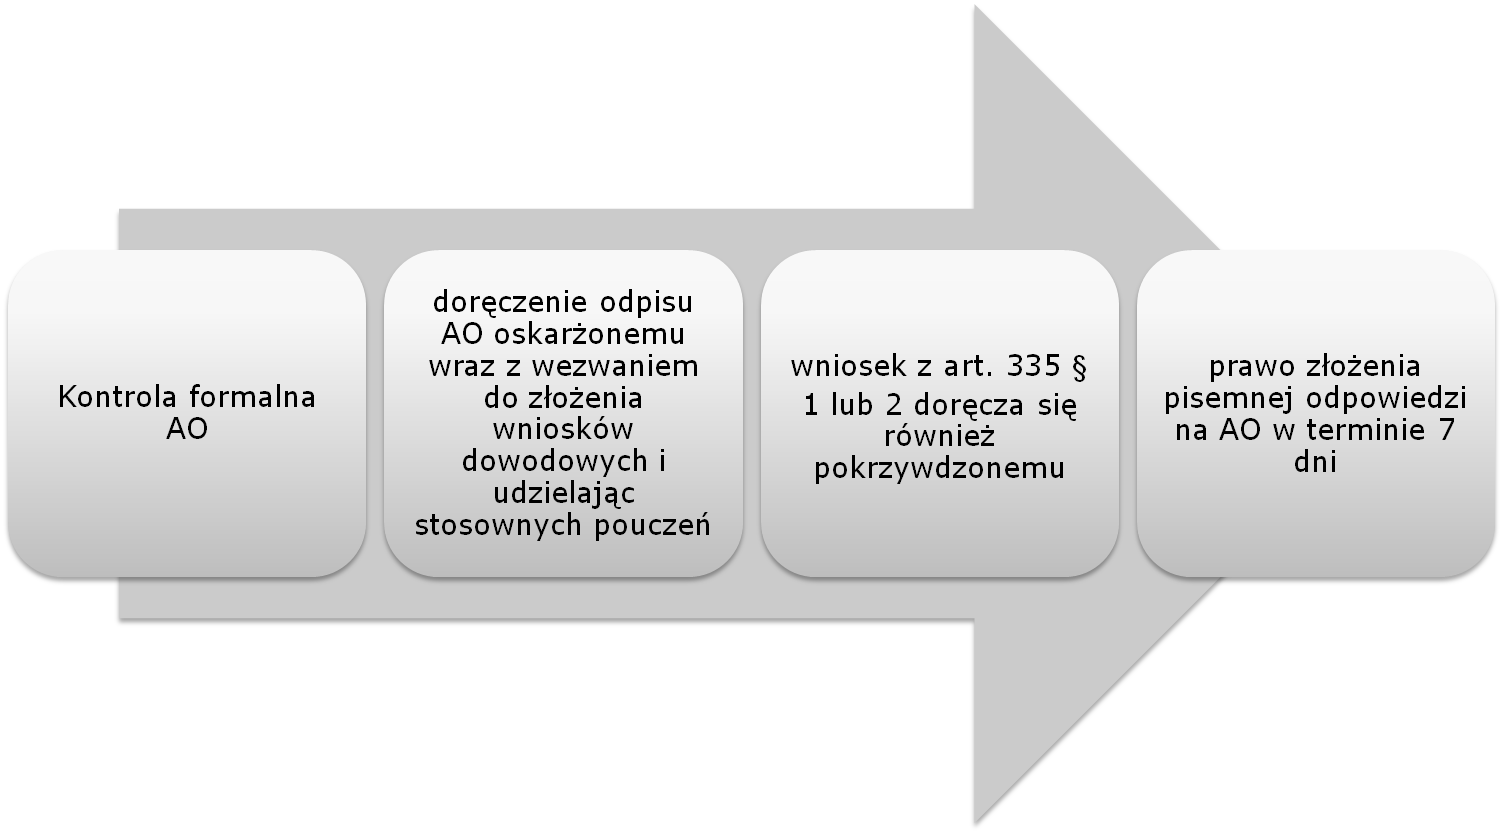 Kontrola formalna
AO
doręczenie odpisu
AO oskarżonemu
wraz z wezwaniem
do złożenia
wniosków
dowodowych i
udzielając
stosownych pouczeń
wniosek z art. 335 §
1 lub 2 doręcza się
również
pokrzywdzonemu
prawo złożenia
pisemnej odpowiedzi
na AO w terminie 7
dni